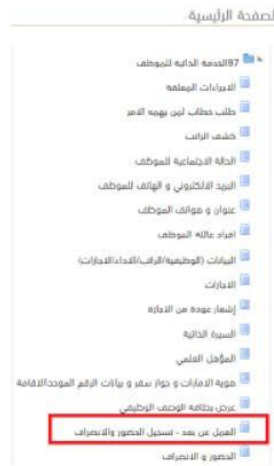 الصفحة الرئيسية
97الخدمة الذاتية للموظف
الاجراءات المعلقة
طلب خطاب لمن يهمه الامر
كشف الراتب
الحالة الاجتماعية للموظف
البريد الالكتروني و الهاتف للموظف
عنوان و هواتف الموظف
افراد عائلة الموظف
البيانات (الوظيفية/الراتب/الاداء/الاجازات)
الاجازات
إشعار عودة من الاجازة
السيرة الذاتية
المؤهل العلمي
هوية الامارات و جواز سفر و بيانات الرقم الموحد/الاقامة
عرض بطاقة الوصف الوظيفي
العمل عن بعد - تسجيل الحضور والانصراف
الحضور و الانصراف